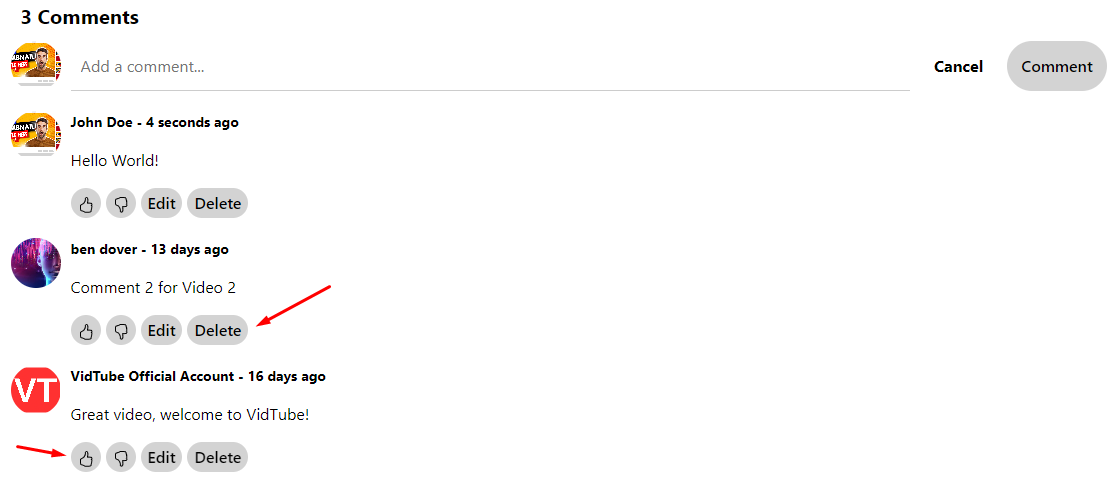 3 Comments
Add a comment...
Cancel
Comment
John Doe - 4 seconds ago
Hello World!
Edit
Delete
ben dover - 13 days ago
Comment 2 for Video 2
Edit
Delete
VidTube Official Account - 16 days ago
VT
Great video, welcome to VidTube!
Edit
Delete